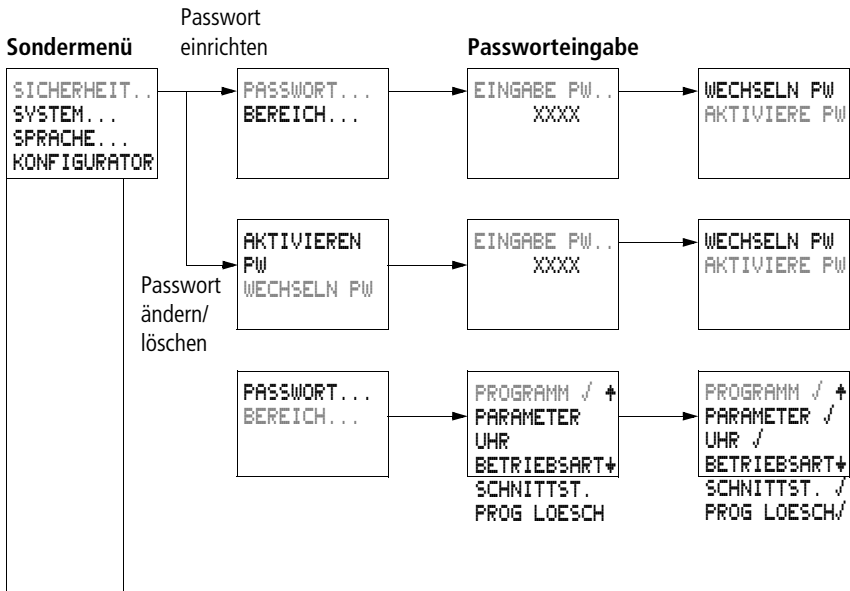 Passwort
einrichten
Sondermenü
Passworteingabe
SICHERHEIT..
SYSTEM...
SPRACHE...
KONFIGURATOR
PASSWORT...
BEREICH...
EINGABE PW..
XXXX
WECHSELN PW
AKTIVIERE PW
Passwort
ändern/
löschen
AKTIVIEREN
PW
WECHSELN PW
EINGABE PW..
XXXX
WECHSELN PW
AKTIVIERE PW
PASSWORT...
BEREICH...
PROGRAMM √
PARAMETER
UHR
BETRIEBSART
SCHNITTST.
PROG LOESCH
PROGRAMM √
PARAMETER √
UHR √
BETRIEBSART
SCHNITTST. √
PROG LOESCH√